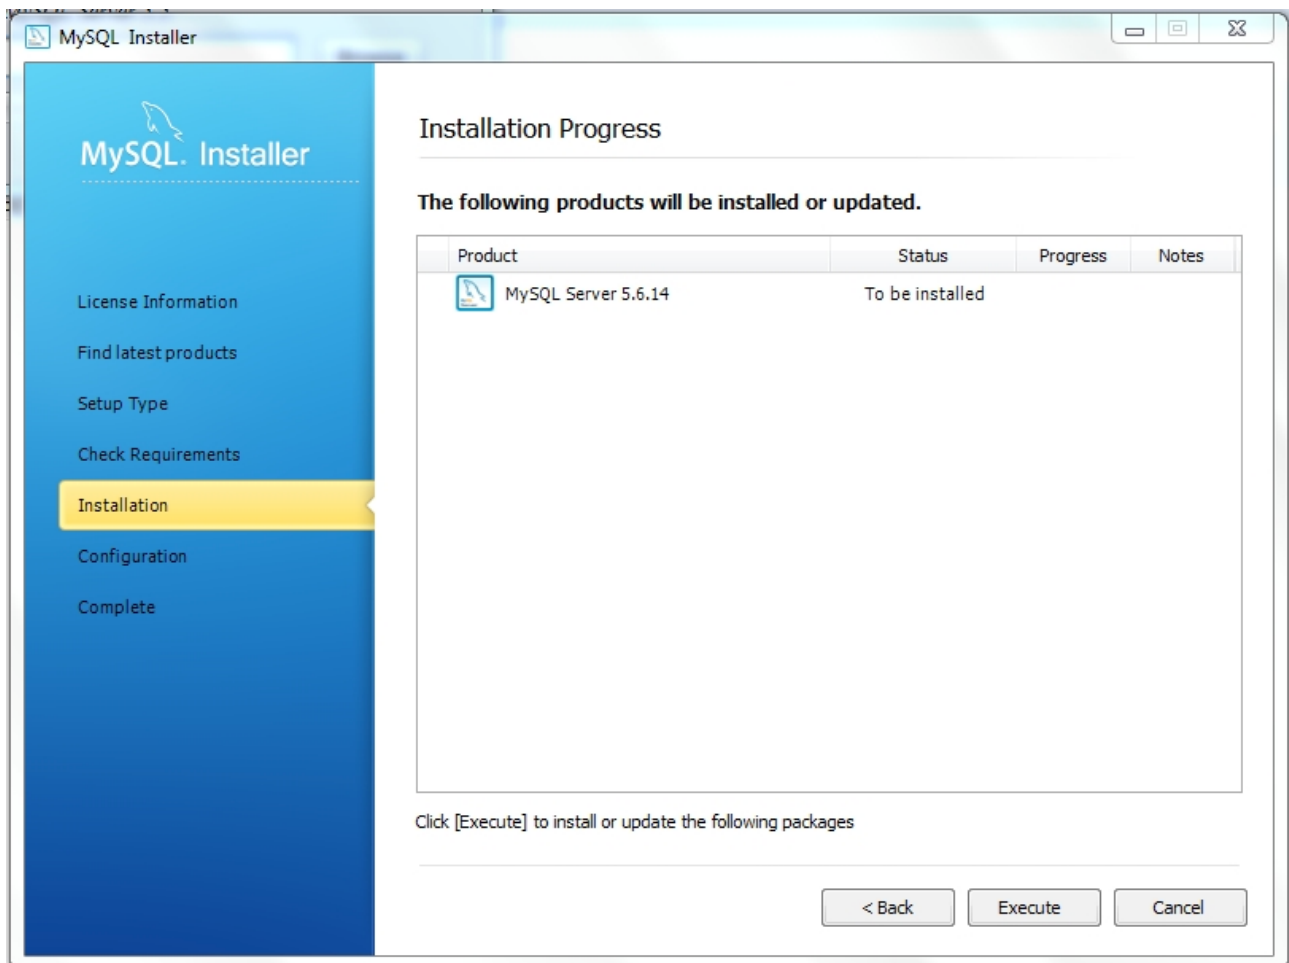 MySQL Installer
MySQL. Installer
License Information
Find latest products
Setup Type
Check Requirements
Installation
Configuration
Complete
Installation Progress
The following products will be installed or updated.
Product Status Progress Notes
MySQL Server 5.6.14 To be installed
Click [Execute] to install or update the following packages
< Back Execute Cancel